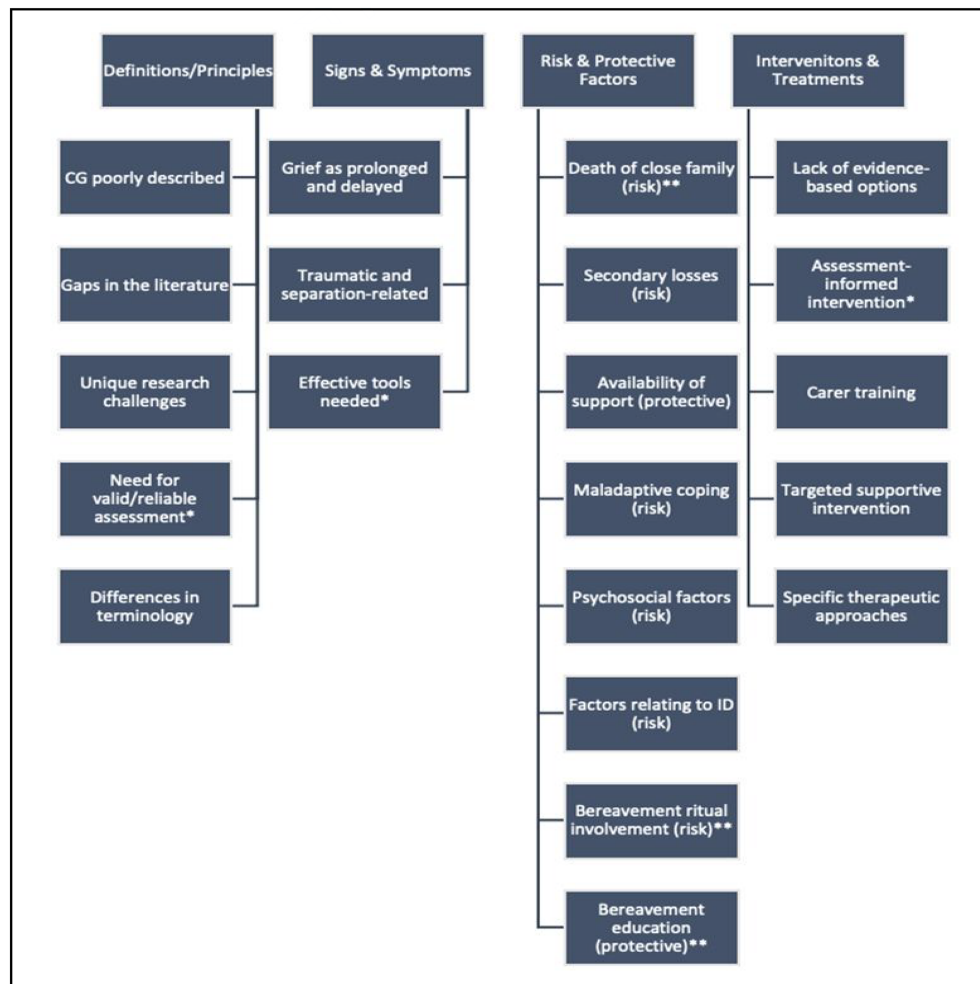 Definitions/Principles
CG poorly described
Gaps in the literature
Unique research
challenges
Need for
valid/reliable
assessment*
Differences in
terminology
Signs & Symptoms
Grief as prolonged
and delayed
Traumatic and
separation-related
Effective tools
needed*
Risk & Protective
Factors
Death of close family
(risk)**
Secondary losses
(risk)
Availability of
support (protective)
Maladaptive coping
(risk)
Psychosocial factors
(risk)
Factors relating to ID
(risk)
Bereavement ritual
involvement (risk)**
Bereavement
education
(protective)**
Intervenitons &
Treatments
Lack of evidence-
based options
Assessment-
informed
intervention*
Carer training
Targeted supportive
intervention
Specific therapeutic
approaches